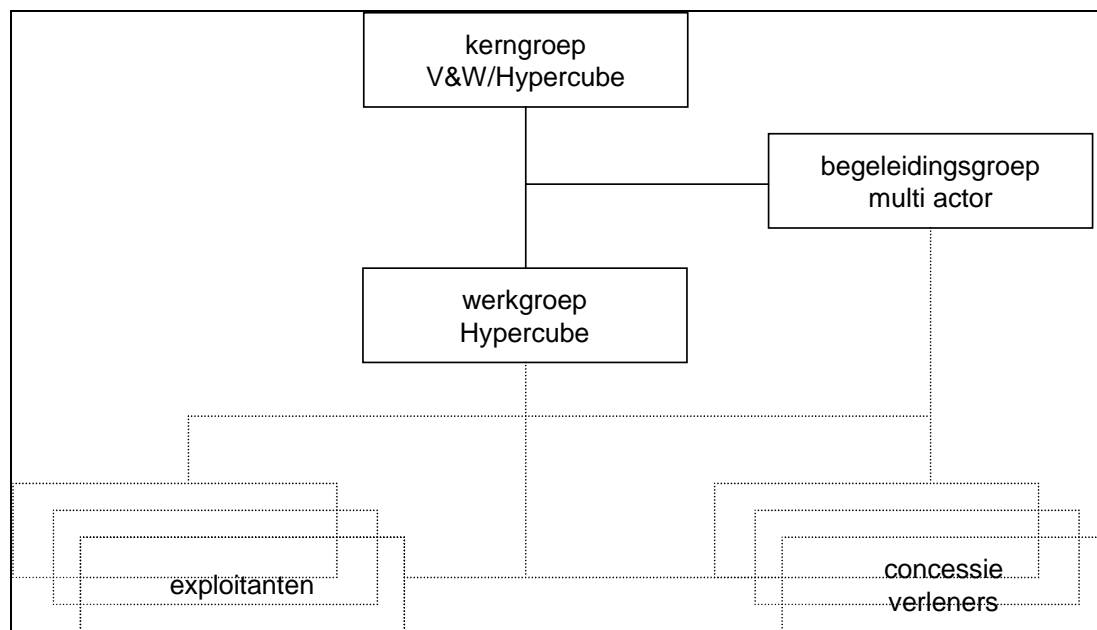 kerngroep
V&W/Hypercube
begeleidingsgroep
multi actor
werkgroep
Hypercube
exploitanten
concessie
verleners